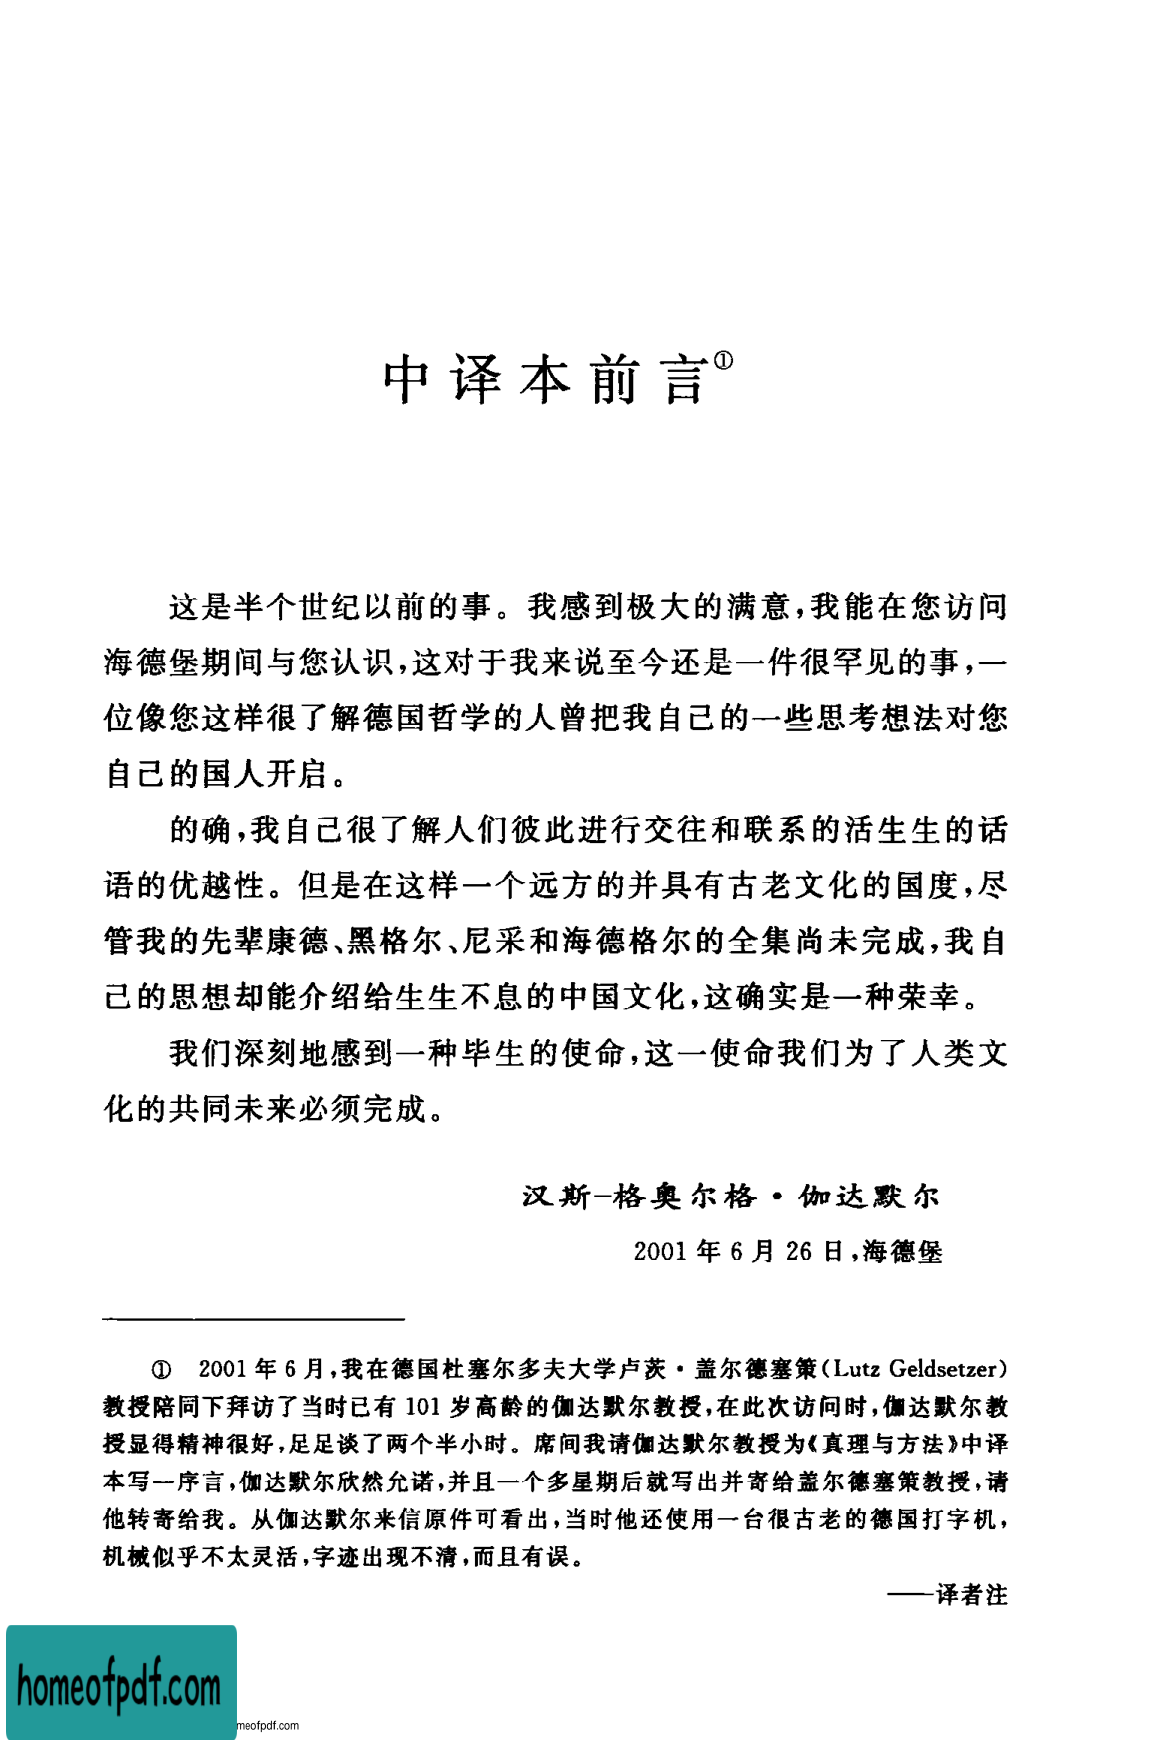 中译本前言①
这是半个世纪以前的事。我感到极大的满意,我能在您访问
海德堡期间与您认识,这对于我来说至今还是一件很罕见的事,一
位像您这样很了解德国哲学的人曾把我自己的一些思考想法对您
自己的国人开启。
的确,我自己很了解人们彼此进行交往和联系的活生生的话
语的优越性。但是在这样一个远方的并具有古老文化的国度,尽
管我的先辈康德、黑格尔、尼采和海德格尔的全集尚未完成,我自
己的思想却能介绍给生生不息的中国文化,这确实是一种荣幸。
我们深刻地感到一种毕生的使命,这一使命我们为了人类文
化的共同未来必须完成。
汉斯-格奥尔格·伽达默尔
2001 年 6 月 26 日,海德堡
① 2001 年 6 月,我在德国杜塞尔多夫大学卢茨·盖尔德塞策(Lutz Geldsetzer)
教授陪同下拜访了当时已有 101 岁高龄的伽达默尔教授,在此次访问时,伽达默尔教
授显得精神很好,足足谈了两个半小时。席间我请伽达默尔教授为《真理与方法》中译
本写一序言,伽达默尔欣然允诺,并且一个多星期后就写出并寄给盖尔德塞策教授,请
他转寄给我。从伽达默尔来信原件可看出,当时他还使用一台很古老的德国打字机,
机械似乎不太灵活,字迹出现不清,而且有误。
——译者注
homeofpdf.com
meofpdf.com